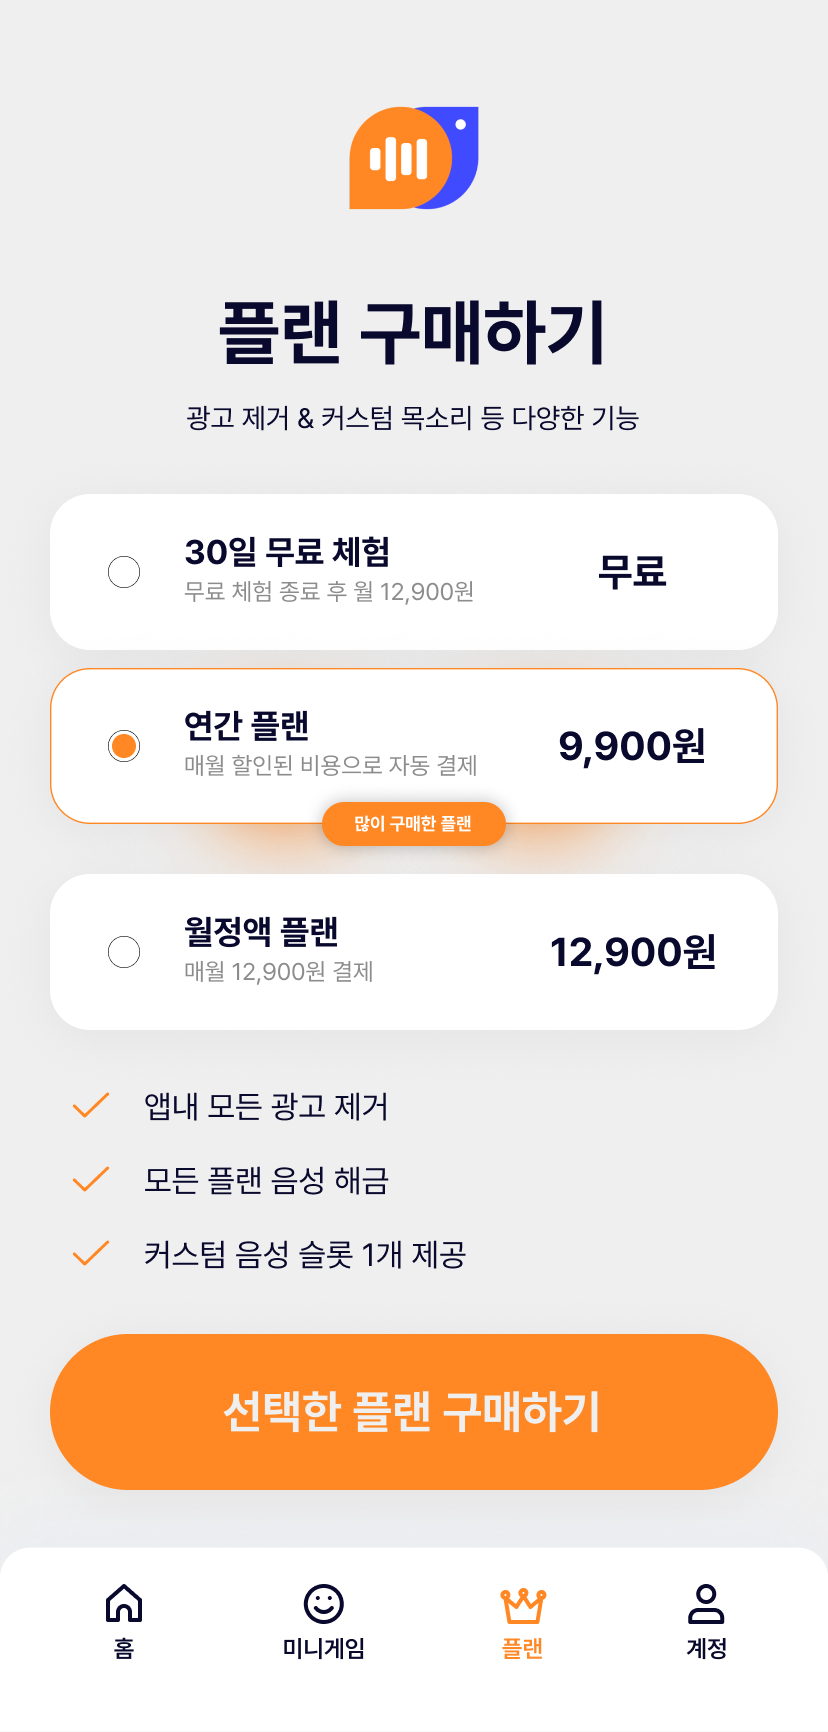 플랜 구매하기
광고 제거 & 커스텀 목소리 등 다양한 기능
30일 무료 체험
무료 체험 종료 후 월 12,900원
무료
연간 플랜
매월 할인된 비용으로 자동 결제
9,900원
많이 구매한 플랜
월정액 플랜
매월 12,900원 결제
12,900원
앱내 모든 광고 제거
모든 플랜 음성 해금
커스텀 음성 슬롯 1개 제공
선택한 플랜 구매하기
홈
미니게임
플랜
계정